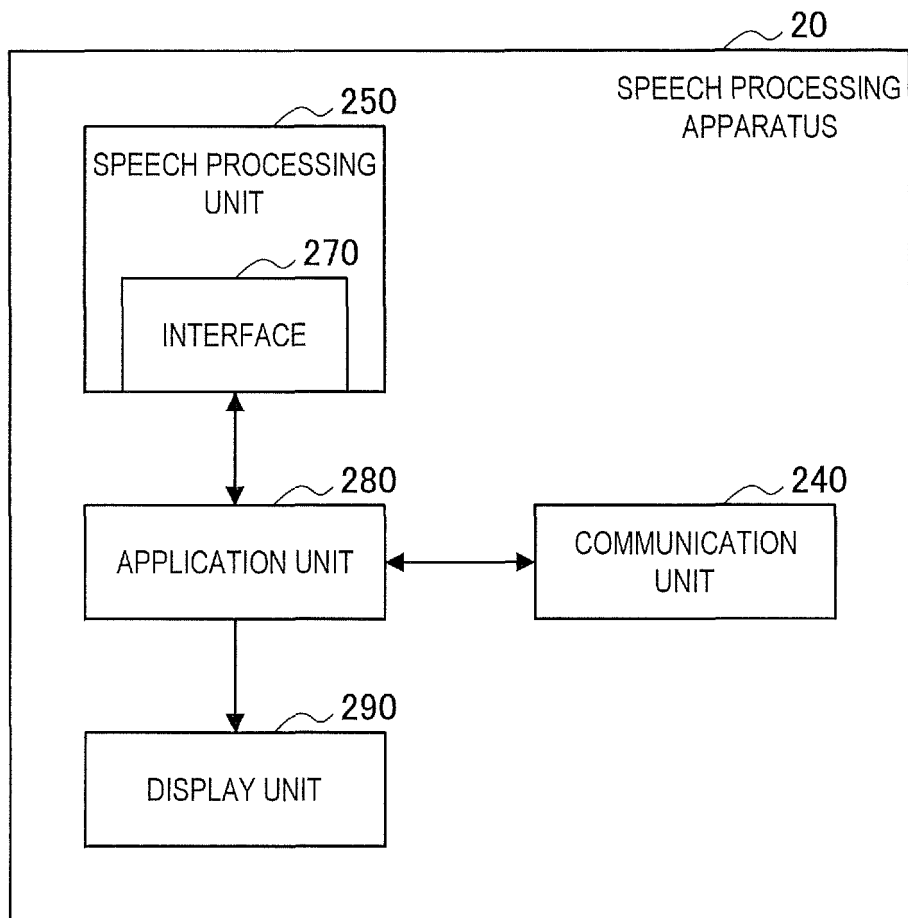 20
SPEECH PROCESSING
APPARATUS
250
SPEECH PROCESSING
UNIT
270
INTERFACE
280
APPLICATION UNIT
240
COMMUNICATION
UNIT
290
DISPLAY UNIT